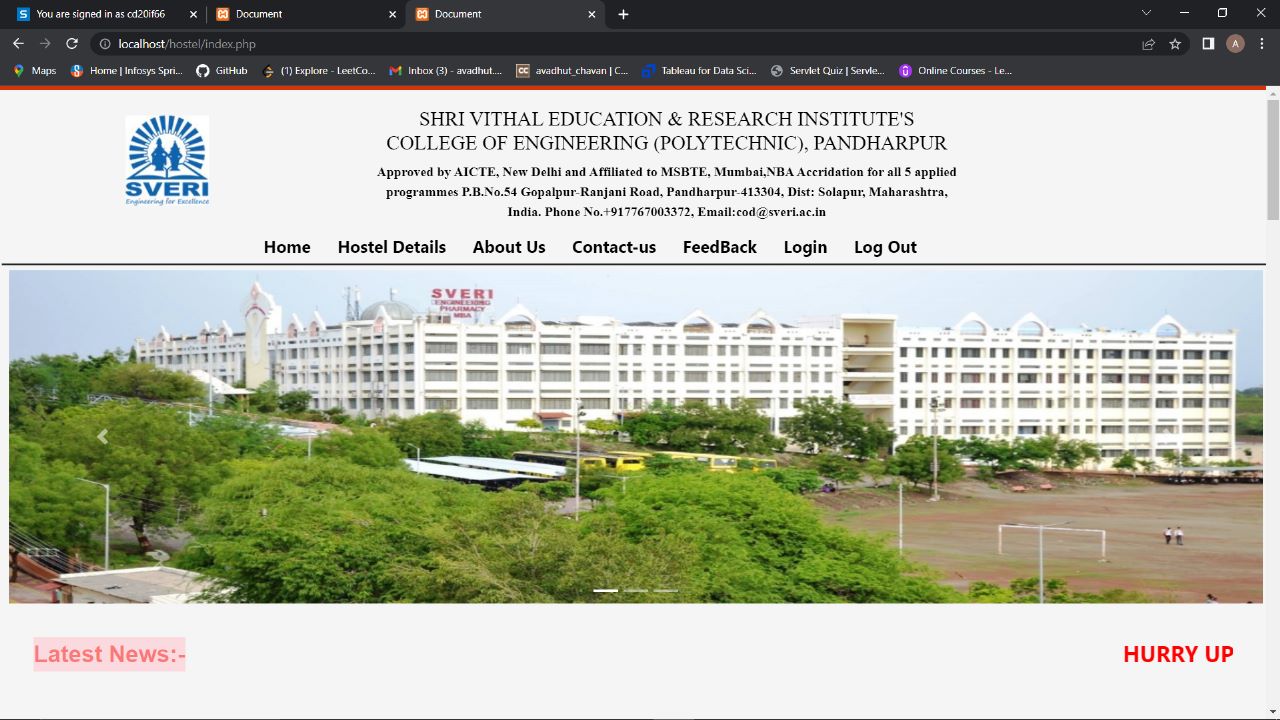 You are signed in as cd20if66
Document
Document
localhost/hostel/index.php
A
Maps
Home | Infosys Spri...
GitHub
(1) Explore - LeetCo...
Inbox (3) - avadhut....
avadhut_chavan | C...
Tableau for Data Sci...
Servlet Quiz | Servle...
Online Courses - Le...
SHRI VITHAL EDUCATION & RESEARCH INSTITUTE'S
COLLEGE OF ENGINEERING (POLYTECHNIC), PANDHARPUR
Approved by AICTE, New Delhi and Affiliated to MSBTE, Mumbai,NBA Accridation for all 5 applied
programmes P.B.No.54 Gopalpur-Ranjani Road, Pandharpur-413304, Dist: Solapur, Maharashtra,
India. Phone No.+917767003372, Email:cod@sveri.ac.in
SVERI
Engineering for Excellence
Home Hostel Details About Us Contact-us FeedBack Login Log Out
SVERI
ENGINEERING
PHARMACY
MBA
Latest News:-
HURRY UP